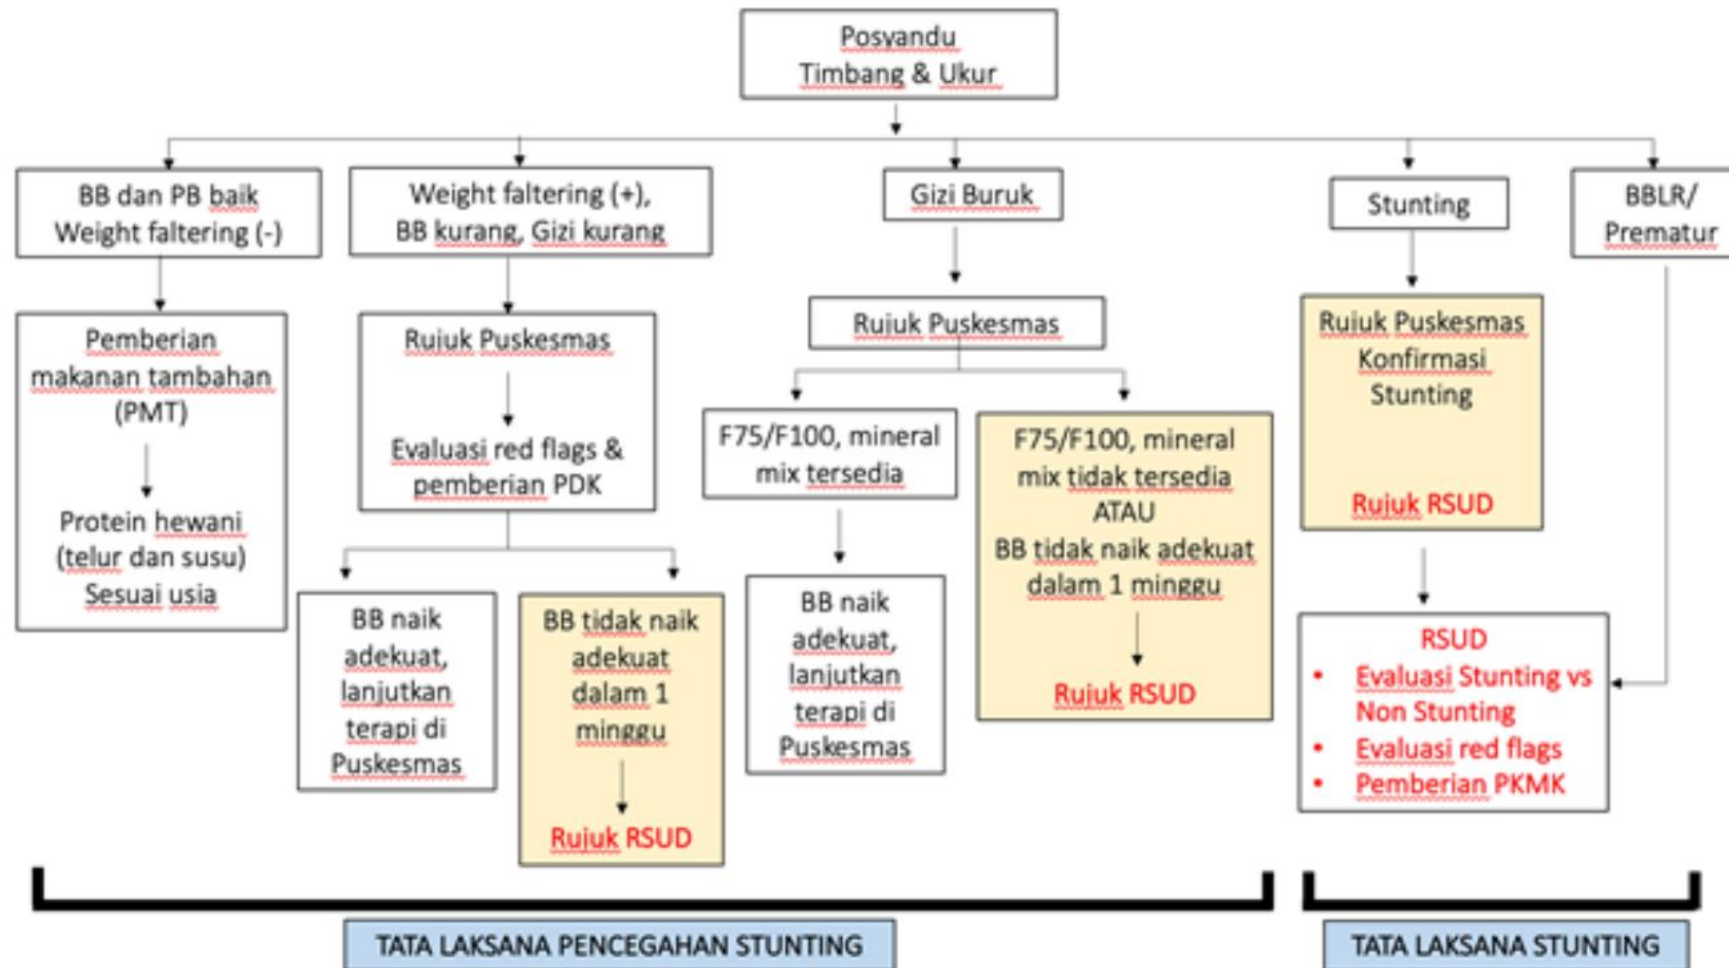 Posyandu
Timbang & Ukur
BB dan PB baik
Weight faltering (-)
Weight faltering (+),
BB kurang, Gizi kurang
Gizi Buruk
Stunting
BBLR/
Prematur
Pemberian
makanan tambahan
(PMT)
Protein hewani
(telur dan susu)
Sesuai usia
Rujuk Puskesmas
Evaluasi red flags &
pemberian PDK
BB naik
adekuat,
lanjutkan
terapi di
Puskesmas
BB tidak naik
adekuat
dalam 1
minggu
Rujuk RSUD
Rujuk Puskesmas
F75/F100, mineral
mix tersedia
BB naik
adekuat,
lanjutkan
terapi di
Puskesmas
F75/F100, mineral
mix tidak tersedia
ATAU
BB tidak naik adekuat
dalam 1 minggu
Rujuk RSUD
Rujuk Puskesmas
Konfirmasi
Stunting
Rujuk RSUD
RSUD
• Evaluasi Stunting vs
Non Stunting
• Evaluasi red flags
• Pemberian PKMK
TATA LAKSANA PENCEGAHAN STUNTING
TATA LAKSANA STUNTING